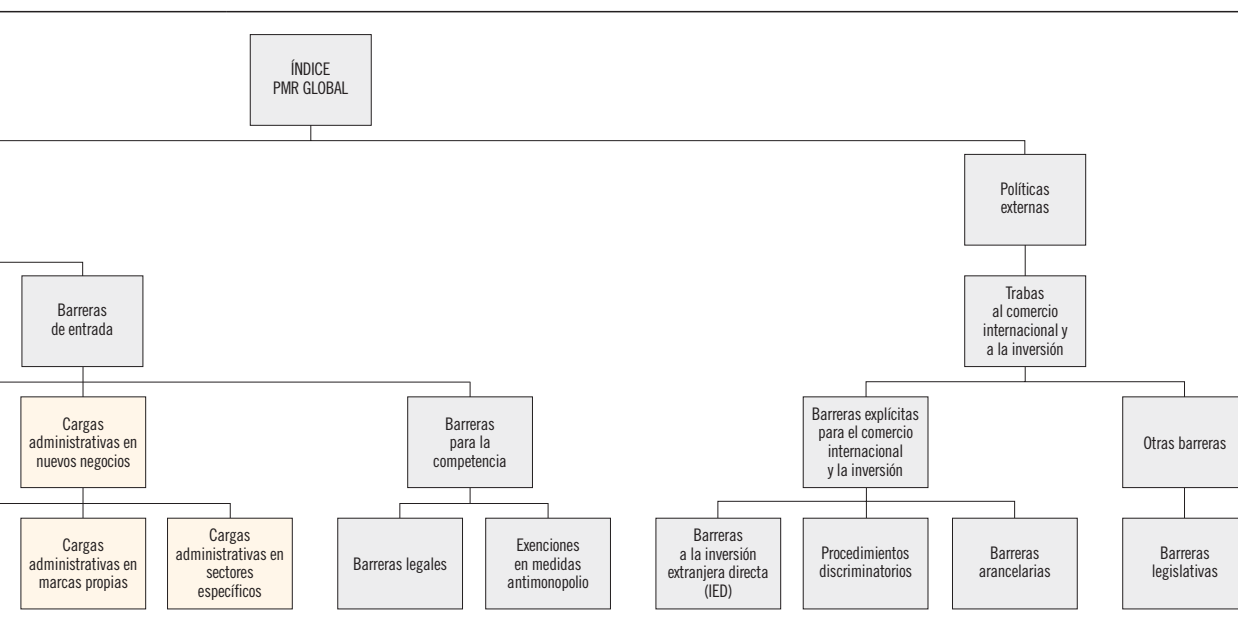 ÍNDICE
PMR GLOBAL
Políticas
externas
Barreras
de entrada
Trabas
al comercio
internacional y
a la inversión
Cargas
administrativas en
nuevos negocios
Barreras
para la
competencia
Barreras explícitas
para el comercio
internacional
y la inversión
Otras barreras
Cargas
administrativas en
marcas propias
Cargas
administrativas en
sectores
específicos
Barreras legales
Exenciones
en medidas
antimonopolio
Barreras
a la inversión
extranjera directa
(IED)
Procedimientos
discriminatorios
Barreras
arancelarias
Barreras
legislativas